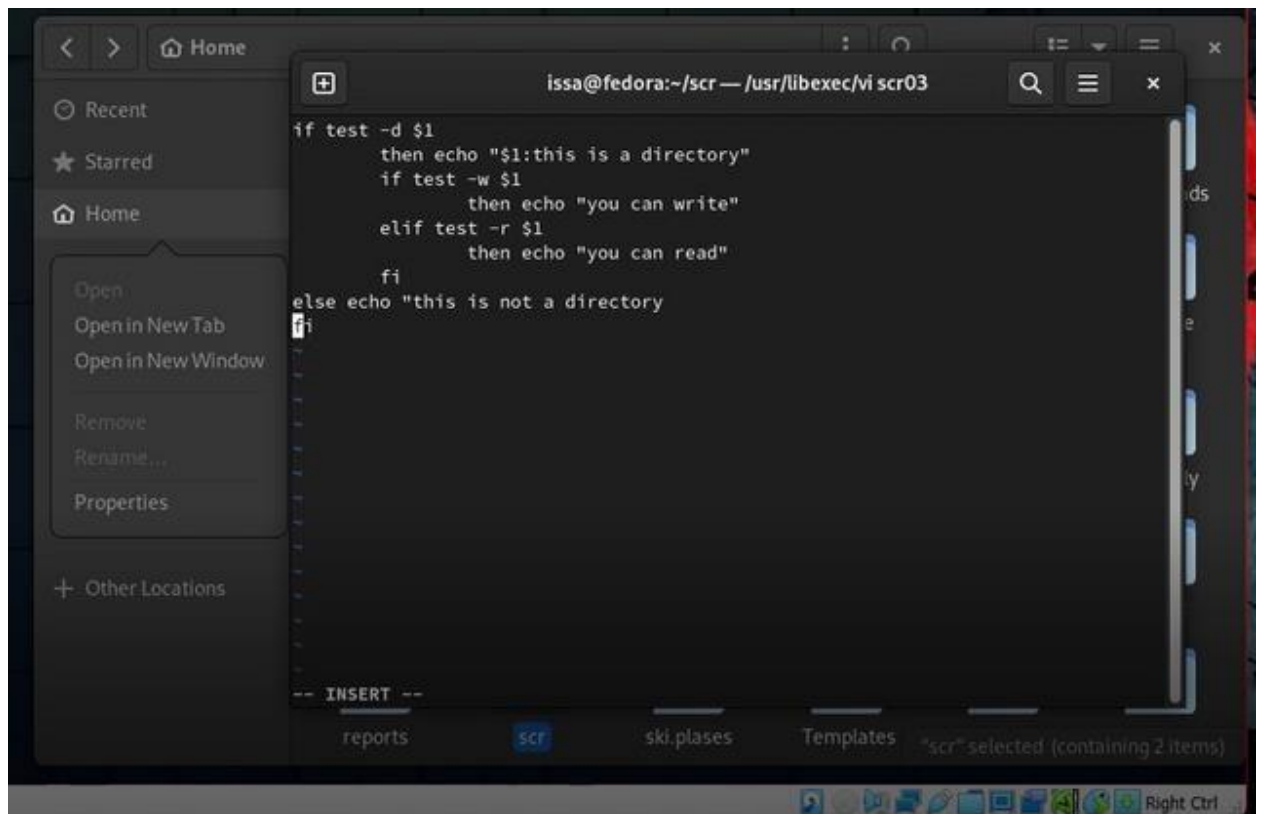 Home
issa@fedora:~/scr — /usr/libexec/vi scr03
Recent
Starred
Home
Open
Open in New Tab
Open in New Window
Remove
Rename...
Properties
Other Locations
if test -d $1
then echo "$1:this is a directory"
if test -w $1
then echo "you can write"
elif test -r $1
then echo "you can read"
fi
else echo "this is not a directory
fi
~
~
~
~
~
~
~
~
~
~
~
~
~
~
-- INSERT --
reports
scr
ski.plases
Templates
"scr" selected (containing 2 items)
Right Ctrl